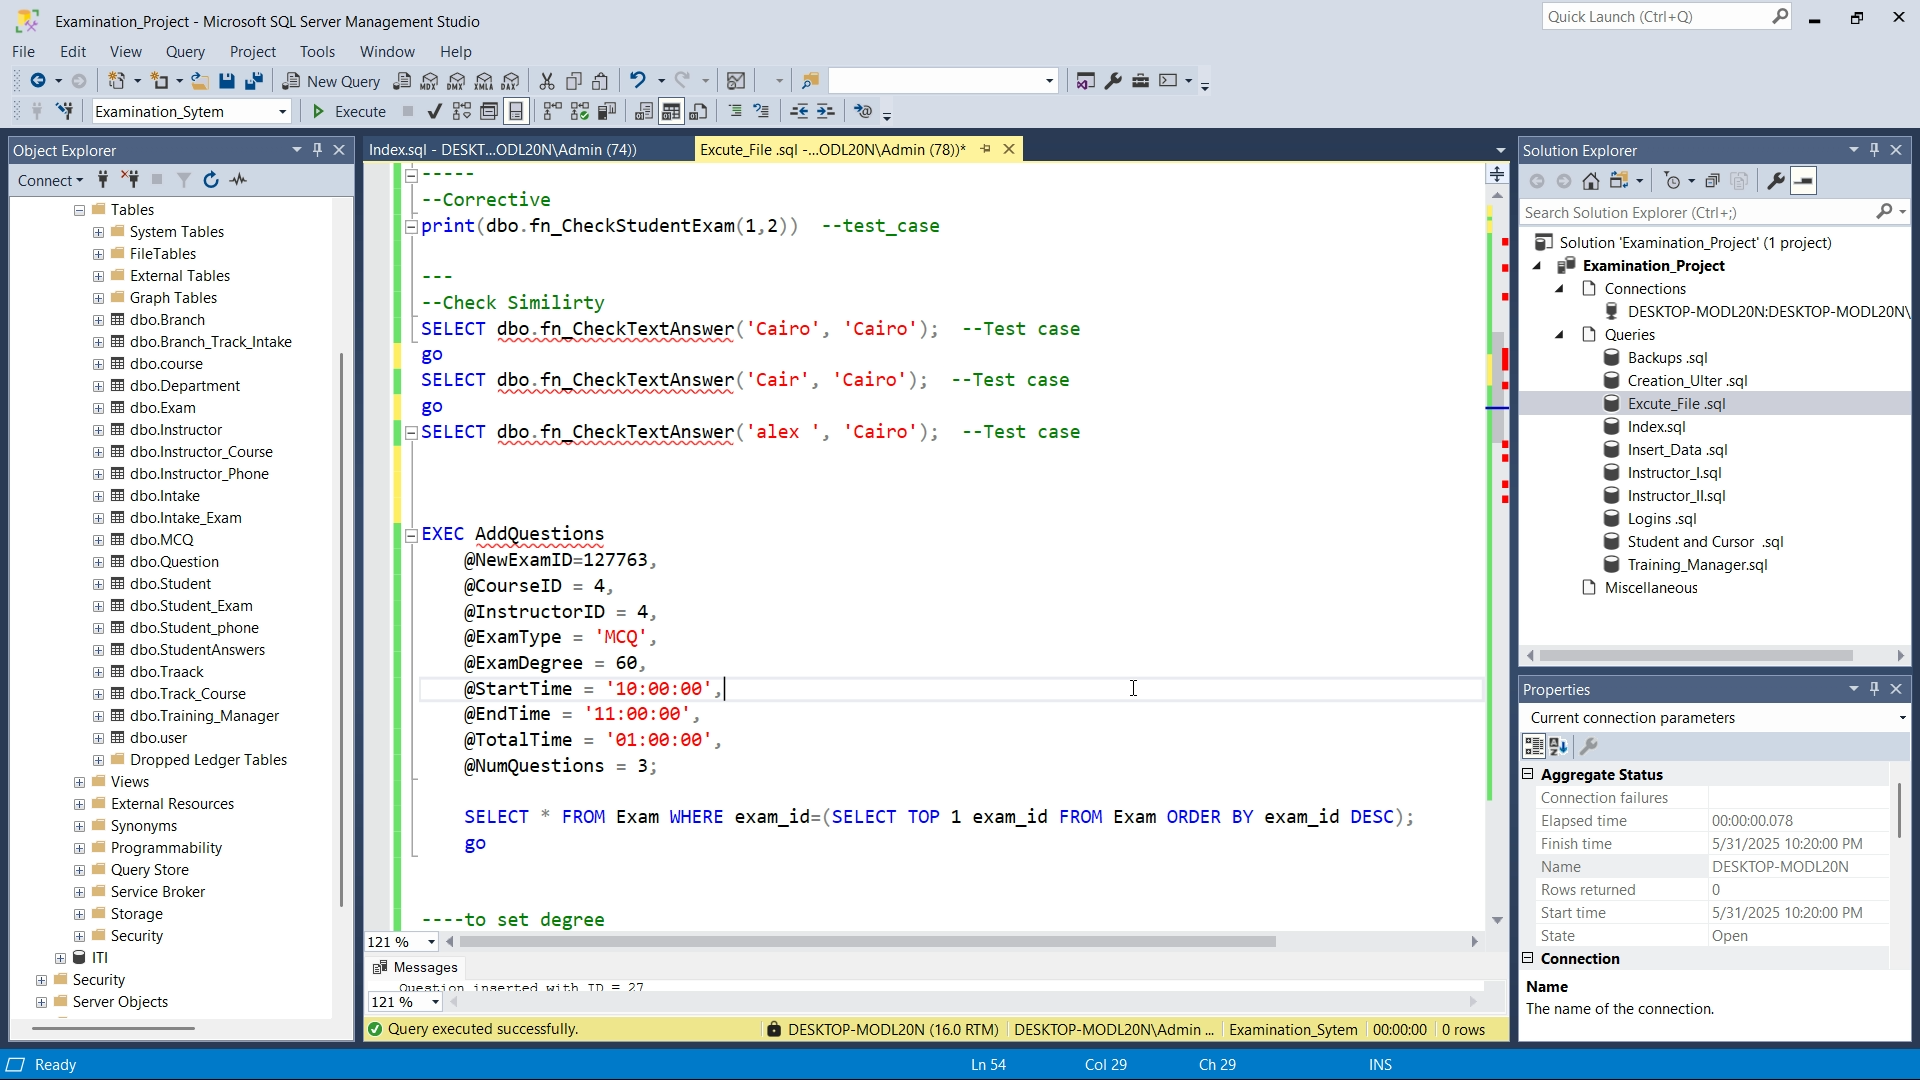 Examination_Project - Microsoft SQL Server Management Studio
Quick Launch (Ctrl+Q)
File Edit View Query Project Tools Window Help
New Query
MDX DMX XMLA DAX
Examination_Sytem
Execute
Object Explorer
Connect
Tables
System Tables
FileTables
External Tables
Graph Tables
dbo.Branch
dbo.Branch_Track_Intake
dbo.course
dbo.Department
dbo.Exam
dbo.Instructor
dbo.Instructor_Course
dbo.Instructor_Phone
dbo.Intake
dbo.Intake_Exam
dbo.MCQ
dbo.Question
dbo.Student
dbo.Student_Exam
dbo.Student_phone
dbo.StudentAnswers
dbo.Traack
dbo.Track_Course
dbo.Training_Manager
dbo.user
Dropped Ledger Tables
Views
External Resources
Synonyms
Programmability
Query Store
Service Broker
Storage
Security
ITI
Security
Server Objects
Index.sql - DESKT...ODL20N\Admin (74))
Excute_File .sql -...ODL20N\Admin (78))*
-----
--Corrective
print(dbo.fn_CheckStudentExam(1,2))  --test_case
---
--Check Similirty
SELECT dbo.fn_CheckTextAnswer('Cairo', 'Cairo');  --Test case
go
SELECT dbo.fn_CheckTextAnswer('Cair', 'Cairo');  --Test case
go
SELECT dbo.fn_CheckTextAnswer('alex ', 'Cairo');  --Test case
EXEC AddQuestions
@NewExamID=127763,
@CourseID = 4,
@InstructorID = 4,
@ExamType = 'MCQ',
@ExamDegree = 60,
@StartTime = '10:00:00',
@EndTime = '11:00:00',
@TotalTime = '01:00:00',
@NumQuestions = 3;
SELECT * FROM Exam WHERE exam_id=(SELECT TOP 1 exam_id FROM Exam ORDER BY exam_id DESC);
go
----to set degree
121 %
Messages
Question inserted with ID = 27
121 %
Query executed successfully.
DESKTOP-MODL20N (16.0 RTM)
DESKTOP-MODL20N\Admin ...
Examination_Sytem
00:00:00
0 rows
Solution Explorer
Search Solution Explorer (Ctrl+;)
Solution 'Examination_Project' (1 project)
Examination_Project
Connections
DESKTOP-MODL20N:DESKTOP-MODL20N\
Queries
Backups .sql
Creation_Ulter .sql
Excute_File .sql
Index.sql
Insert_Data .sql
Instructor_I.sql
Instructor_II.sql
Logins .sql
Student and Cursor  .sql
Training_Manager.sql
Miscellaneous
Properties
Current connection parameters
Aggregate Status
Connection failures
Elapsed time 00:00:00.078
Finish time 5/31/2025 10:20:00 PM
Name DESKTOP-MODL20N
Rows returned 0
Start time 5/31/2025 10:20:00 PM
State Open
Connection
Name
The name of the connection.
Ready
Ln 54
Col 29
Ch 29
INS